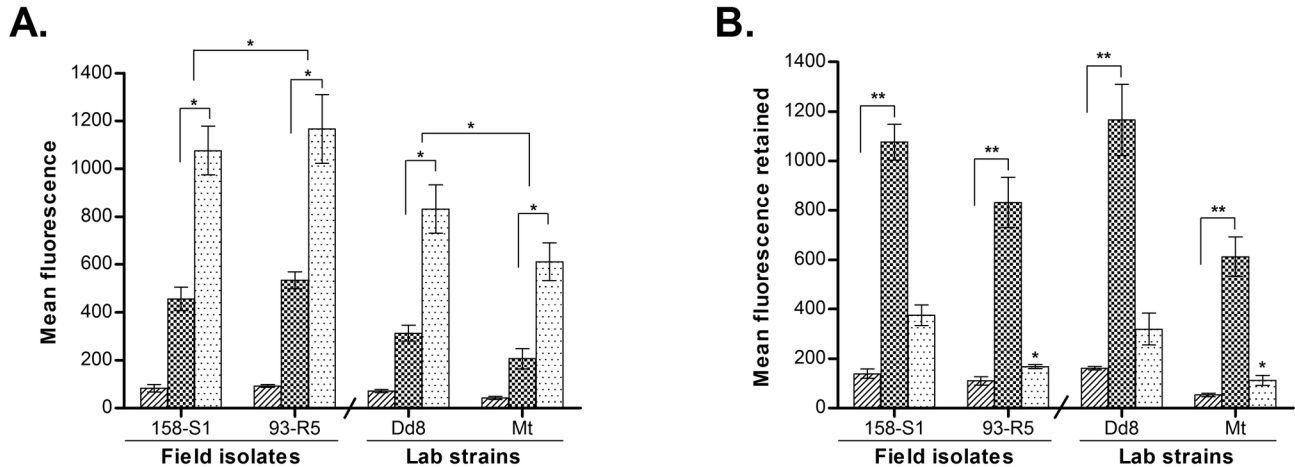 A.
Mean fluorescence
1400
1200
1000
800
600
400
200
0
*
*
*
*
*
*
158-S1
93-R5
Dd8
Mt
Field isolates
Lab strains
B.
Mean fluorescence retained
1400
1200
1000
800
600
400
200
0
**
**
*
**
**
*
158-S1
93-R5
Dd8
Mt
Field isolates
Lab strains